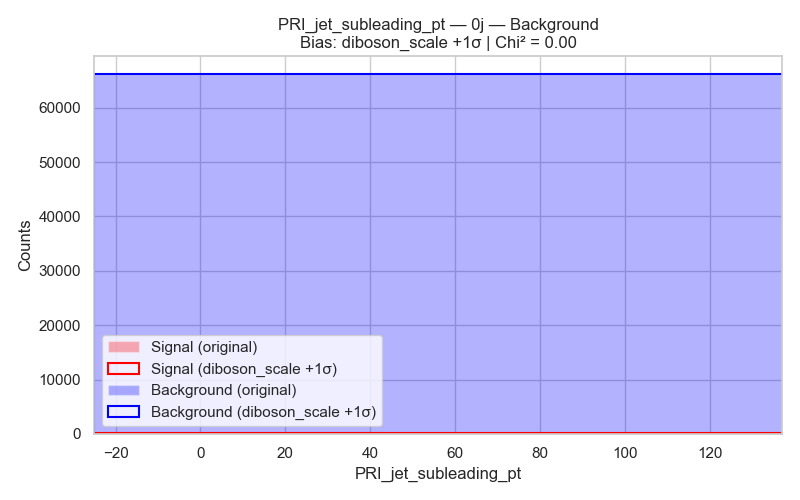 PRI_jet_subleading_pt — 0j — Background
Bias: diboson_scale +1σ | Chi² = 0.00
Counts
60000
50000
40000
30000
20000
10000
0
Signal (original)
Signal (diboson_scale +1σ)
Background (original)
Background (diboson_scale +1σ)
−20 0 20 40 60 80 100 120
PRI_jet_subleading_pt